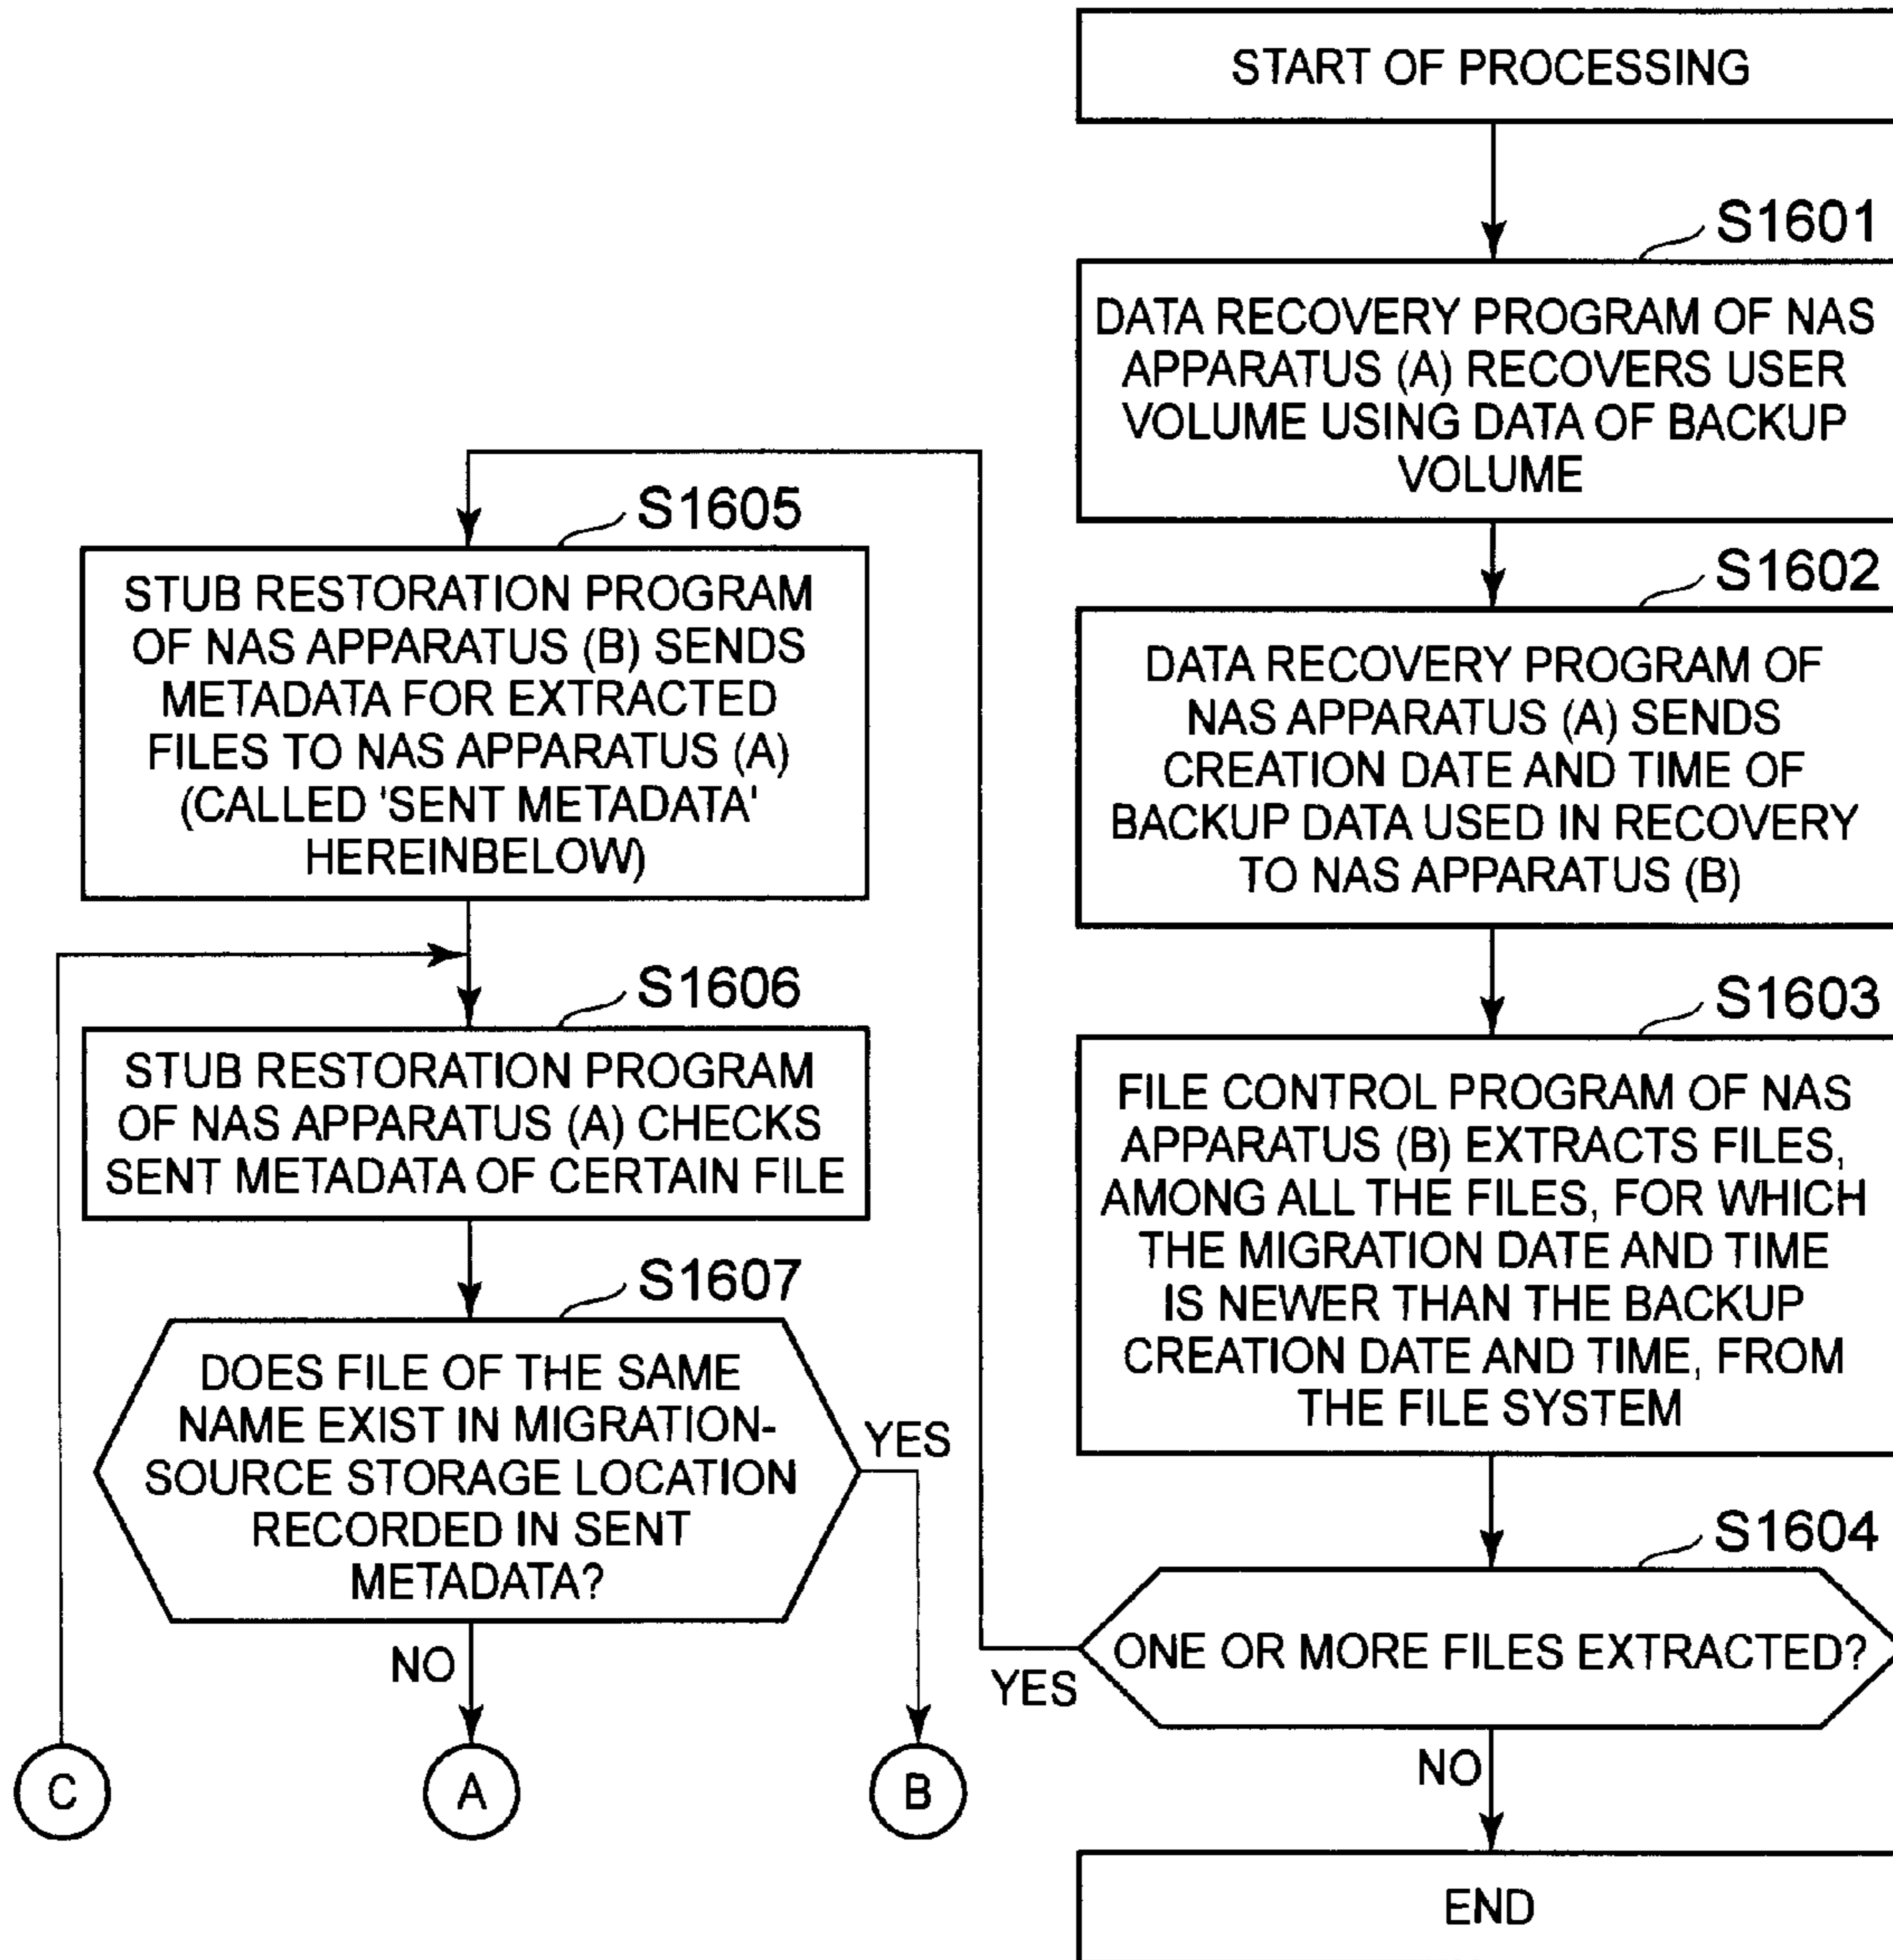 START OF PROCESSING
S1601
DATA RECOVERY PROGRAM OF NAS
APPARATUS (A) RECOVERS USER
VOLUME USING DATA OF BACKUP
VOLUME
S1602
DATA RECOVERY PROGRAM OF
NAS APPARATUS (A) SENDS
CREATION DATE AND TIME OF
BACKUP DATA USED IN RECOVERY
TO NAS APPARATUS (B)
S1603
FILE CONTROL PROGRAM OF NAS
APPARATUS (B) EXTRACTS FILES,
AMONG ALL THE FILES, FOR WHICH
THE MIGRATION DATE AND TIME
IS NEWER THAN THE BACKUP
CREATION DATE AND TIME, FROM
THE FILE SYSTEM
S1604
ONE OR MORE FILES EXTRACTED?
YES
NO
END
S1605
STUB RESTORATION PROGRAM
OF NAS APPARATUS (B) SENDS
METADATA FOR EXTRACTED
FILES TO NAS APPARATUS (A)
(CALLED 'SENT METADATA'
HEREINBELOW)
S1606
STUB RESTORATION PROGRAM
OF NAS APPARATUS (A) CHECKS
SENT METADATA OF CERTAIN FILE
S1607
DOES FILE OF THE SAME
NAME EXIST IN MIGRATION-
SOURCE STORAGE LOCATION
RECORDED IN SENT
METADATA?
YES
NO
C
A
B